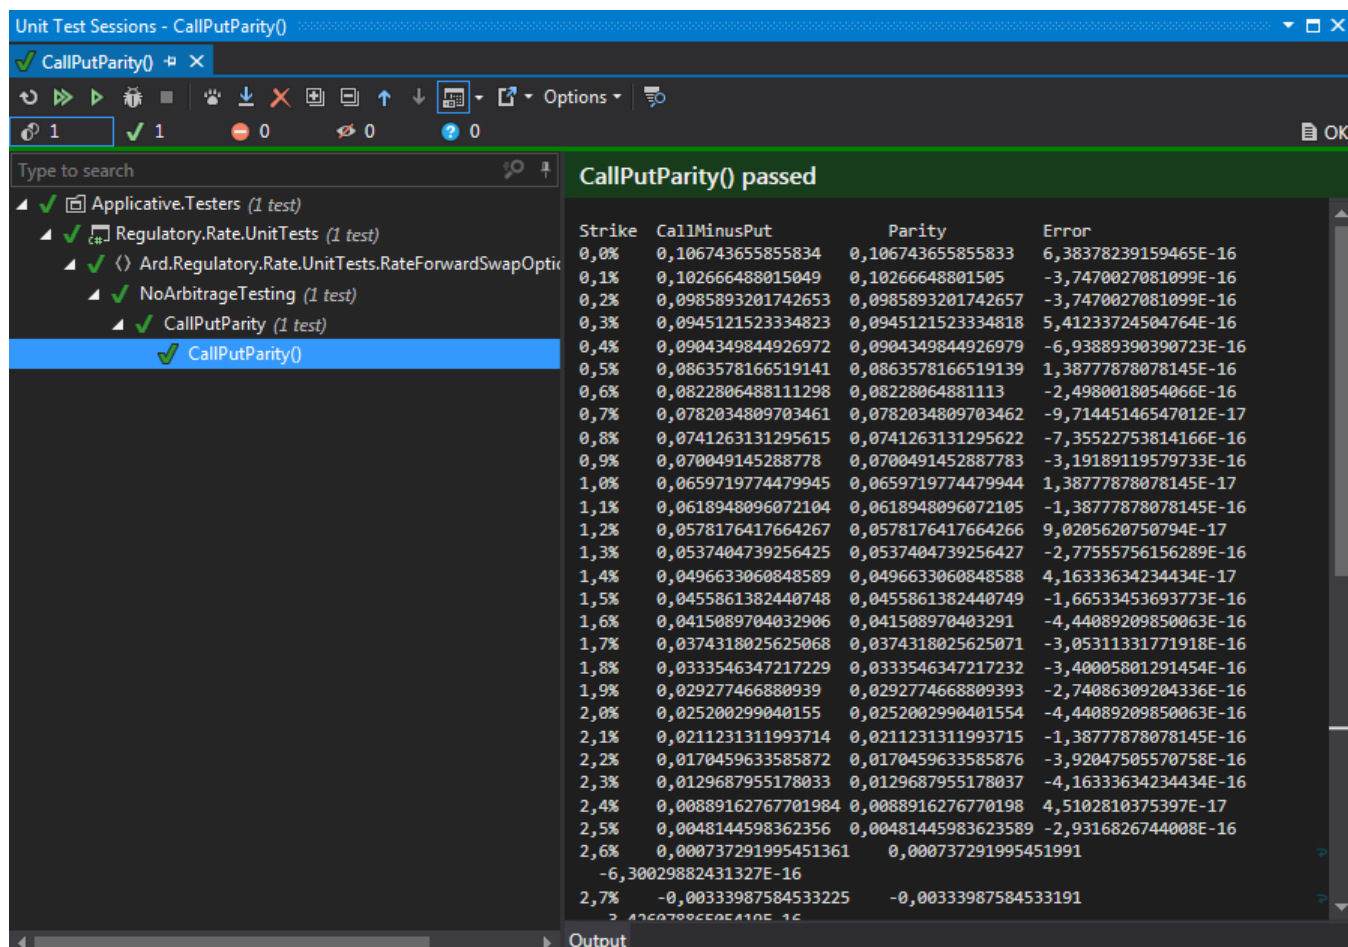 Unit Test Sessions - CallPutParity()
CallPutParity()
Options
1 1 0 0 0 OK
Type to search
Applicative.Testers (1 test)
Regulatory.Rate.UnitTests (1 test)
Ard.Regulatory.Rate.UnitTests.RateForwardSwapOptic
NoArbitrageTesting (1 test)
CallPutParity (1 test)
CallPutParity()
CallPutParity() passed
Strike CallMinusPut Parity Error
0,0% 0,106743655855834 0,106743655855833 6,38378239159465E-16
0,1% 0,102666488015049 0,10266648801505 -3,7470027081099E-16
0,2% 0,0985893201742653 0,0985893201742657 -3,7470027081099E-16
0,3% 0,0945121523334823 0,0945121523334818 5,41233724504764E-16
0,4% 0,0904349844926972 0,0904349844926979 -6,93889390390723E-16
0,5% 0,0863578166519141 0,0863578166519139 1,38777878078145E-16
0,6% 0,0822806488111298 0,08228064881113 -2,4980018054066E-16
0,7% 0,0782034809703461 0,0782034809703462 -9,71445146547012E-17
0,8% 0,0741263131295615 0,0741263131295622 -7,35522753814166E-16
0,9% 0,070049145288778 0,0700491452887783 -3,19189119579733E-16
1,0% 0,0659719774479945 0,0659719774479944 1,38777878078145E-17
1,1% 0,0618948096072104 0,0618948096072105 -1,38777878078145E-16
1,2% 0,0578176417664267 0,0578176417664266 9,0205620750794E-17
1,3% 0,0537404739256425 0,0537404739256427 -2,77555756156289E-16
1,4% 0,0496633060848589 0,0496633060848588 4,16333634234434E-17
1,5% 0,0455861382440748 0,0455861382440749 -1,66533453693773E-16
1,6% 0,0415089704032906 0,041508970403291 -4,44089209850063E-16
1,7% 0,0374318025625068 0,0374318025625071 -3,05311331771918E-16
1,8% 0,0333546347217229 0,0333546347217232 -3,40005801291454E-16
1,9% 0,029277466880939 0,0292774668809393 -2,74086309204336E-16
2,0% 0,025200299040155 0,0252002990401554 -4,44089209850063E-16
2,1% 0,0211231311993714 0,0211231311993715 -1,38777878078145E-16
2,2% 0,0170459633585872 0,0170459633585876 -3,92047505570758E-16
2,3% 0,0129687955178033 0,0129687955178037 -4,16333634234434E-16
2,4% 0,00889162767701984 0,0088916276770198 4,5102810375397E-17
2,5% 0,0048144598362356 0,00481445983623589 -2,9316826744008E-16
2,6% 0,000737291995451361 0,000737291995451991
-6,30029882431327E-16
2,7% -0,00333987584533225 -0,00333987584533191
Output